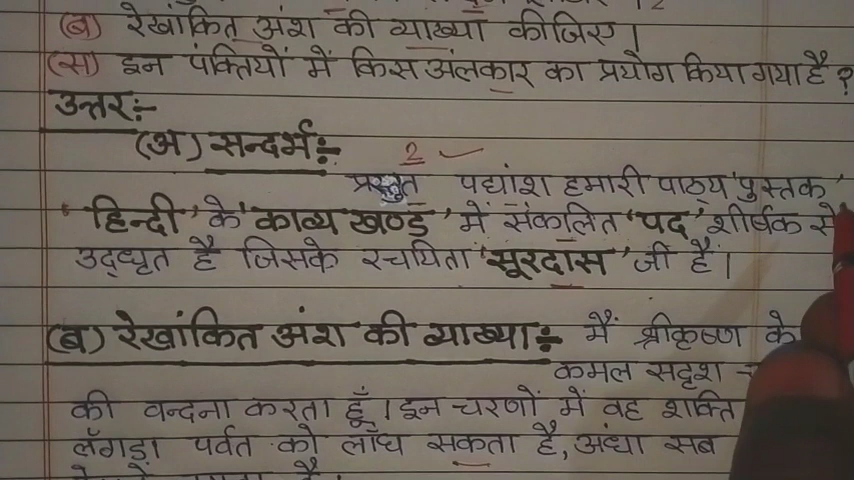 (ब) रेखांकित अंश की व्याख्या कीजिए।
(स) इन पंक्तियों में किस अंलकार का प्रयोग किया गया है ?
उत्तर:-
(अ) सन्दर्भ:-
2
प्रस्तुत पद्यांश हमारी पाठ्य 'पुस्तक'
'हिन्दी' के 'काव्य खण्ड' में संकलित 'पद' शीर्षक से
उद्धृत है जिसके रचयिता 'सूरदास' जी है।
(ब) रेखांकित अंश की व्याख्या:- मैं श्रीकृष्ण के
कमल सदृश
की वन्दना करता हूँ। इन चरणों में वह शक्ति
लँगड़ा पर्वत को लाँघ सकता है, अंधा सब